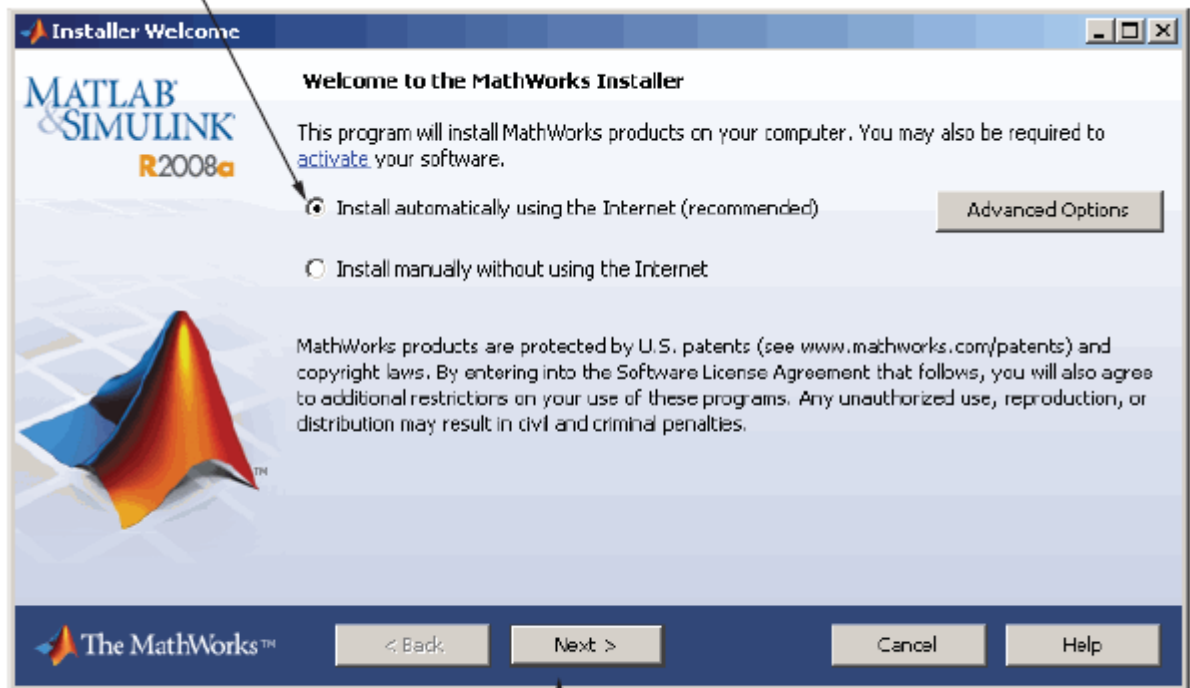 Installer Welcome
MATLAB®
&SIMULINK®
R2008a
Welcome to the MathWorks Installer
This program will install MathWorks products on your computer. You may also be required to
activate your software.
Install automatically using the Internet (recommended)
Advanced Options
Install manually without using the Internet
MathWorks products are protected by U.S. patents (see www.mathworks.com/patents) and
copyright laws. By entering into the Software License Agreement that follows, you will also agree
to additional restrictions on your use of these programs. Any unauthorized use, reproduction, or
distribution may result in civil and criminal penalties.
TM
The MathWorks™
< Back
Next >
Cancel
Help